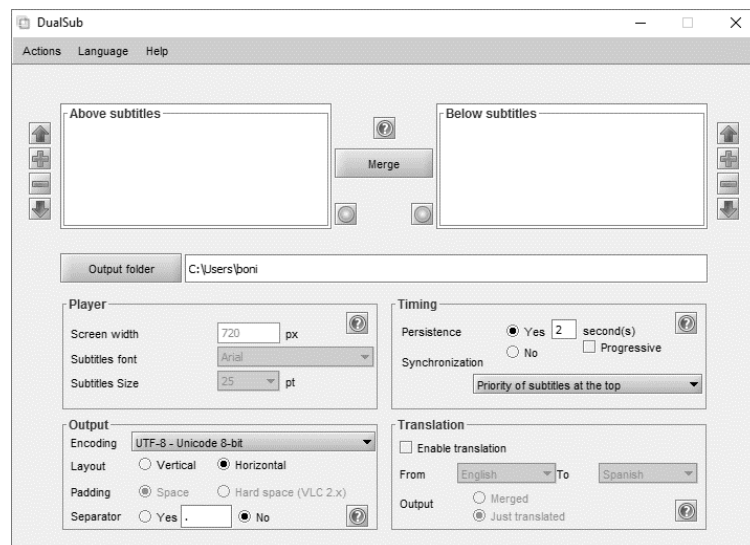 DualSub
Actions Language Help
Above subtitles
Below subtitles
Merge
Output folder C:\Users\boni
Player
Screen width 720 px
Subtitles font Arial
Subtitles Size 25 pt
Timing
Persistence Yes 2 second(s)
No Progressive
Synchronization
Priority of subtitles at the top
Output
Encoding UTF-8 - Unicode 8-bit
Layout Vertical Horizontal
Padding Space Hard space (VLC 2.x)
Separator Yes . No
Translation
Enable translation
From English To Spanish
Output Merged
Just translated